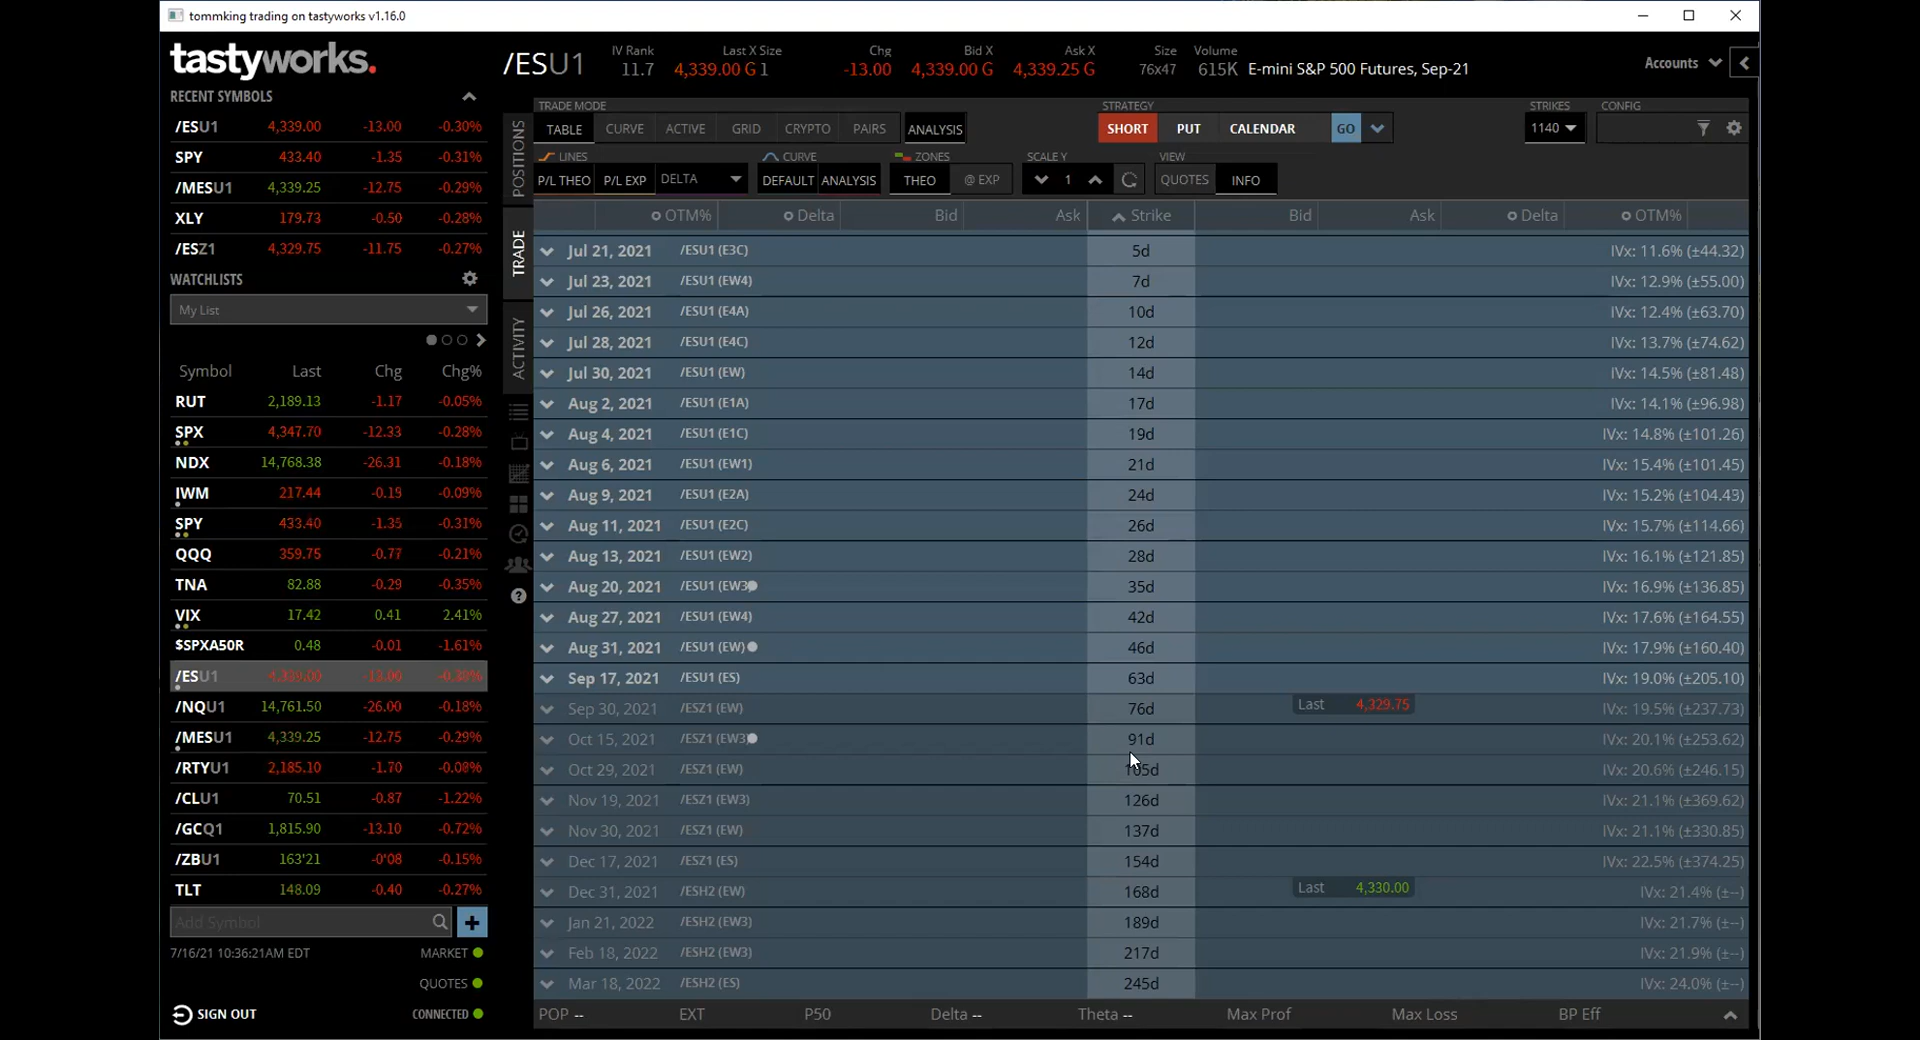 tommking trading on tastyworks v1.16.0
tastyworks.
RECENT SYMBOLS
/ESU1 4,339.00 -13.00 -0.30%
SPY 433.40 -1.35 -0.31%
/MESU1 4,339.25 -12.75 -0.29%
XLY 179.73 -0.50 -0.28%
/ESZ1 4,329.75 -11.75 -0.27%
WATCHLISTS
My List
Symbol Last Chg Chg%
RUT 2,189.13 -1.17 -0.05%
SPX 4,347.70 -12.33 -0.28%
NDX 14,768.38 -26.31 -0.18%
IWM 217.44 -0.19 -0.09%
SPY 433.40 -1.35 -0.31%
QQQ 359.75 -0.77 -0.21%
TNA 82.88 -0.29 -0.35%
VIX 17.42 0.41 2.41%
$SPXA50R 0.48 -0.01 -1.61%
/ESU1 4,339.00 -13.00 -0.30%
/NQU1 14,761.50 -26.00 -0.18%
/MESU1 4,339.25 -12.75 -0.29%
/RTYU1 2,185.10 -1.70 -0.08%
/CLU1 70.51 -0.87 -1.22%
/GCQ1 1,815.90 -13.10 -0.72%
/ZBU1 163'21 -0'08 -0.15%
TLT 148.09 -0.40 -0.27%
Add Symbol
7/16/21 10:36:21AM EDT MARKET
QUOTES
SIGN OUT CONNECTED
/ESU1
IV Rank Last X Size Chg Bid X Ask X Size Volume
11.7 4,339.00 G 1 -13.00 4,339.00 G 4,339.25 G 76x47 615K E-mini S&P 500 Futures, Sep-21
Accounts
POSITIONS
TRADE
ACTIVITY
TRADE MODE STRATEGY STRIKES CONFIG
TABLE CURVE ACTIVE GRID CRYPTO PAIRS ANALYSIS SHORT PUT CALENDAR GO 1140
LINES CURVE ZONES SCALE Y VIEW
P/L THEO P/L EXP DELTA DEFAULT ANALYSIS THEO @ EXP 1 QUOTES INFO
OTM% Delta Bid Ask Strike Bid Ask Delta OTM%
Jul 21, 2021 /ESU1 (E3C) 5d IVx: 11.6% (±44.32)
Jul 23, 2021 /ESU1 (EW4) 7d IVx: 12.9% (±55.00)
Jul 26, 2021 /ESU1 (E4A) 10d IVx: 12.4% (±63.70)
Jul 28, 2021 /ESU1 (E4C) 12d IVx: 13.7% (±74.62)
Jul 30, 2021 /ESU1 (EW) 14d IVx: 14.5% (±81.48)
Aug 2, 2021 /ESU1 (E1A) 17d IVx: 14.1% (±96.98)
Aug 4, 2021 /ESU1 (E1C) 19d IVx: 14.8% (±101.26)
Aug 6, 2021 /ESU1 (EW1) 21d IVx: 15.4% (±101.45)
Aug 9, 2021 /ESU1 (E2A) 24d IVx: 15.2% (±104.43)
Aug 11, 2021 /ESU1 (E2C) 26d IVx: 15.7% (±114.66)
Aug 13, 2021 /ESU1 (EW2) 28d IVx: 16.1% (±121.85)
Aug 20, 2021 /ESU1 (EW3) 35d IVx: 16.9% (±136.85)
Aug 27, 2021 /ESU1 (EW4) 42d IVx: 17.6% (±164.55)
Aug 31, 2021 /ESU1 (EW) 46d IVx: 17.9% (±160.40)
Sep 17, 2021 /ESU1 (ES) 63d IVx: 19.0% (±205.10)
Sep 30, 2021 /ESZ1 (EW) 76d Last 4,329.75 IVx: 19.5% (±237.73)
Oct 15, 2021 /ESZ1 (EW3) 91d IVx: 20.1% (±253.62)
Oct 29, 2021 /ESZ1 (EW) 105d IVx: 20.6% (±246.15)
Nov 19, 2021 /ESZ1 (EW3) 126d IVx: 21.1% (±369.62)
Nov 30, 2021 /ESZ1 (EW) 137d IVx: 21.1% (±330.85)
Dec 17, 2021 /ESZ1 (ES) 154d IVx: 22.5% (±374.25)
Dec 31, 2021 /ESH2 (EW) 168d Last 4,330.00 IVx: 21.4% (±--)
Jan 21, 2022 /ESH2 (EW3) 189d IVx: 21.7% (±--)
Feb 18, 2022 /ESH2 (EW3) 217d IVx: 21.9% (±--)
Mar 18, 2022 /ESH2 (ES) 245d IVx: 24.0% (±--)
POP -- EXT P50 Delta -- Theta -- Max Prof Max Loss BP Eff